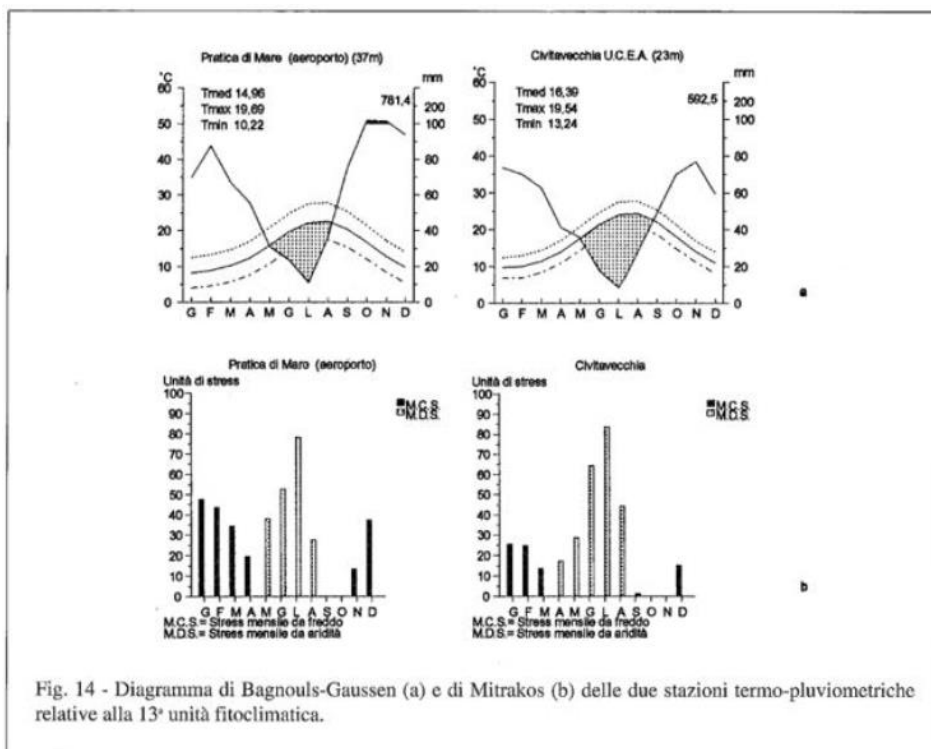 Pratica di Mare (aeroporto) (37m)
Civitavecchia U.C.E.A. (23m)
°C
mm
°C
mm
60
50
40
30
20
10
0
Tmed 14,96
Tmax 19,69
Tmin 10,22
781,4
200
100
80
60
40
20
0
G F M A M G L A S O N D
60
50
40
30
20
10
0
Tmed 16,39
Tmax 19,54
Tmin 13,24
592,5
200
100
80
60
40
20
0
G F M A M G L A S O N D
a
Pratica di Maro (aeroporto)
Civitavecchia
Unità di stress
Unità di stress
100
90
80
70
60
50
40
30
20
10
0
M.C.S.
M.D.S.
G F M A M G L A S O N D
M.C.S.= Stress mensile da freddo
M.D.S.= Stress mensile da aridità
100
90
80
70
60
50
40
30
20
10
0
M.C.S.
M.D.S.
G F M A M G L A S O N D
M.C.S.= Stress mensile da freddo
M.D.S.= Stress mensile da aridità
b
Fig. 14 - Diagramma di Bagnouls-Gaussen (a) e di Mitrakos (b) delle due stazioni termo-pluviometriche
relative alla 13ª unità fitoclimatica.